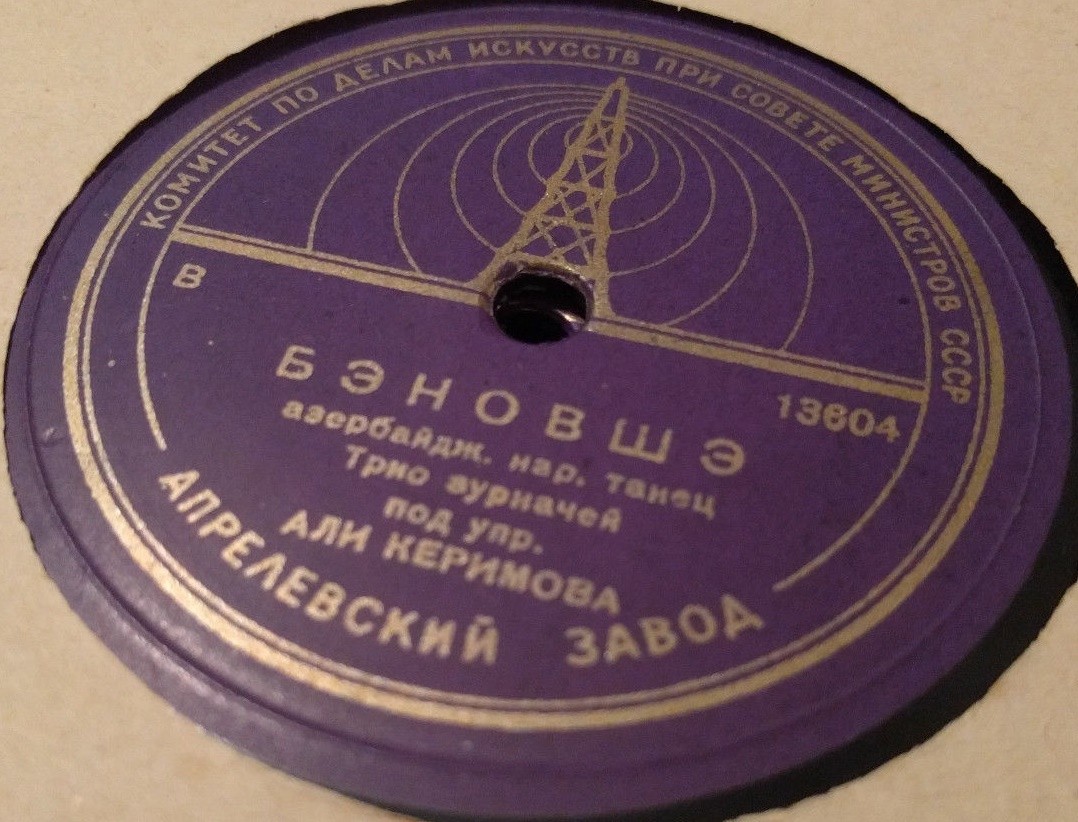 КОМИТЕТ ПО ДЕЛАМ ИСКУССТВ ПРИ СОВЕТЕ МИНИСТРОВ СССР
В
13604
БЭНОВШЭ
азербайдж. нар. танец
Трио зурначей
под упр.
АЛИ КЕРИМОВА
АПРЕЛЕВСКИЙ ЗАВОД